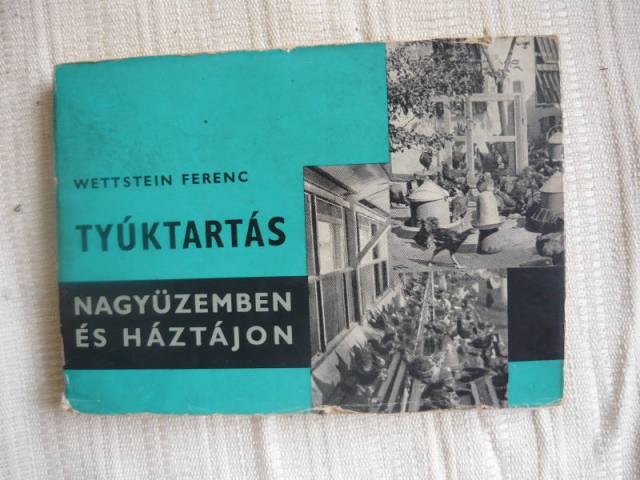 WETTSTEIN FERENC
TYÚKTARTÁS
NAGYÜZEMBEN
ÉS HÁZTÁJON